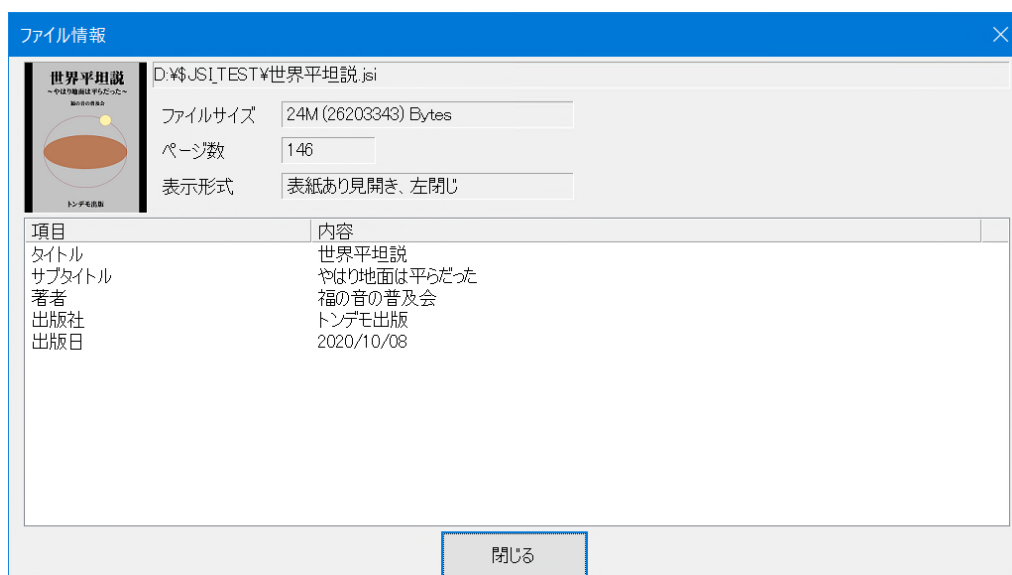 ファイル情報
世界平坦説
～やはり地面は平らだった～
福の音の普及会
トンデモ出版
D:¥$JSI_TEST¥世界平坦説.jsi
ファイルサイズ 24M (26203343) Bytes
ページ数 146
表示形式 表紙あり見開き、左閉じ
項目 内容
タイトル 世界平坦説
サブタイトル やはり地面は平らだった
著者 福の音の普及会
出版社 トンデモ出版
出版日 2020/10/08
閉じる